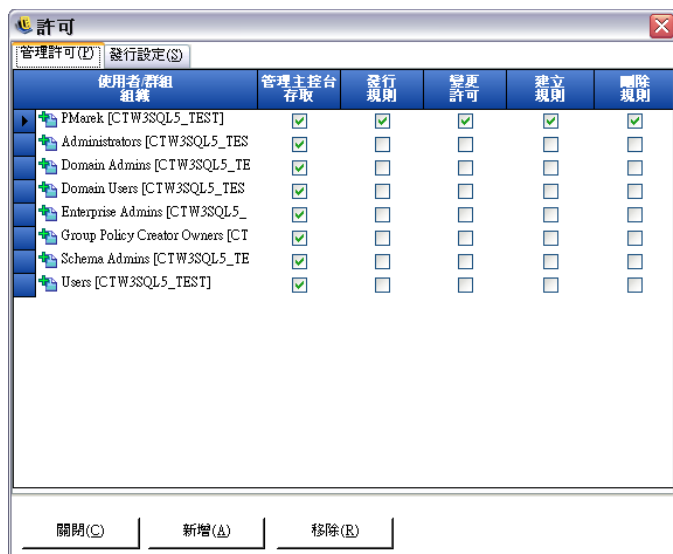 許可
管理許可(P) 發行設定(S)
使用者/群組 管理主控台 發行 變更 建立 刪除
組織 存取 規則 許可 規則 規則
PMarek [CTW3SQL5_TEST]
Administrators [CTW3SQL5_TES
Domain Admins [CTW3SQL5_TE
Domain Users [CTW3SQL5_TES
Enterprise Admins [CTW3SQL5_
Group Policy Creator Owners [CT
Schema Admins [CTW3SQL5_TE
Users [CTW3SQL5_TEST]
關閉(C) 新增(A) 移除(R)